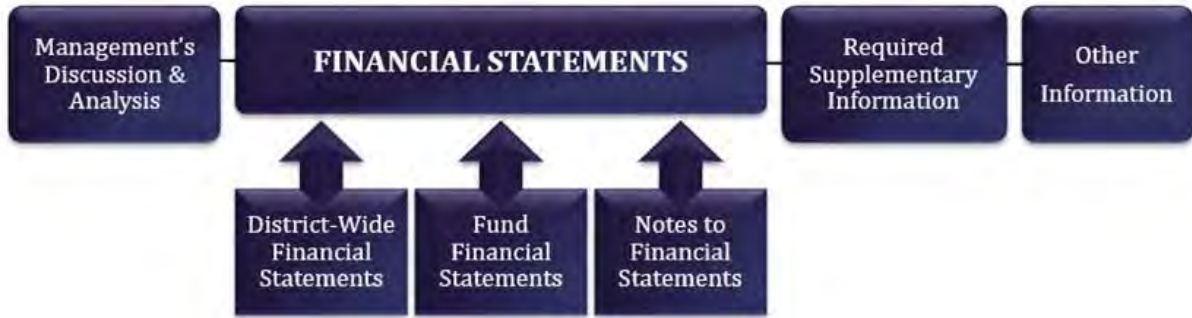 Management's
Discussion &
Analysis
FINANCIAL STATEMENTS
Required
Supplementary
Information
Other
Information
District-Wide
Financial
Statements
Fund
Financial
Statements
Notes to
Financial
Statements